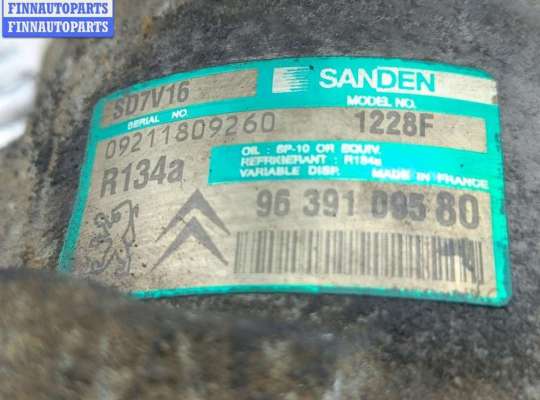 FINNAUTOPARTS
FINNAUTOPARTS
SD7V16
SANDEN
SERIAL NO.
MODEL NO.
09211809260
1228F
R134a
OIL : SP-10 OR EQUIV.
REFRIGERANT : R134a
VARIABLE DISP.
MADE IN FRANCE
96 391 095 80